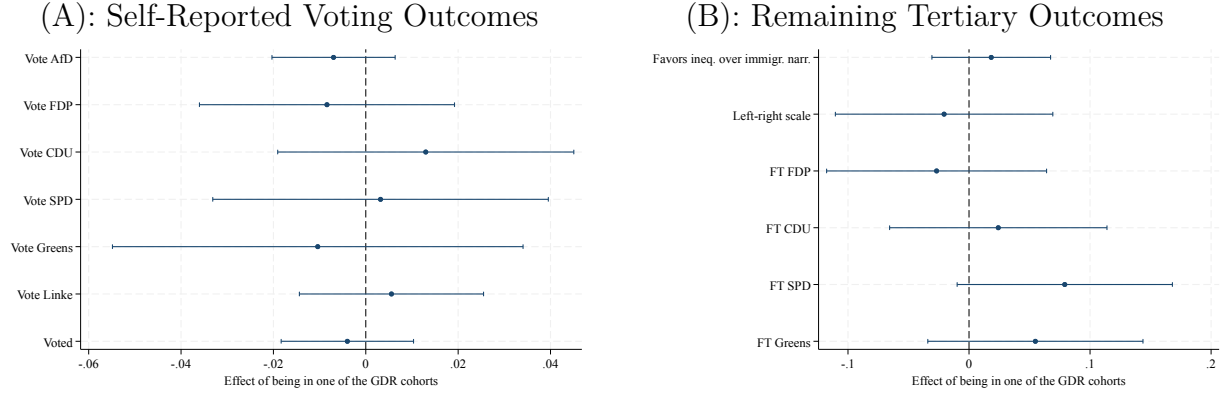 (A): Self-Reported Voting Outcomes
Vote AfD
Vote FDP
Vote CDU
Vote SPD
Vote Greens
Vote Linke
Voted
-.06 -.04 -.02 0 .02 .04
Effect of being in one of the GDR cohorts
(B): Remaining Tertiary Outcomes
Favors ineq. over immigr. narr.
Left-right scale
FT FDP
FT CDU
FT SPD
FT Greens
-.1 0 .1 .2
Effect of being in one of the GDR cohorts